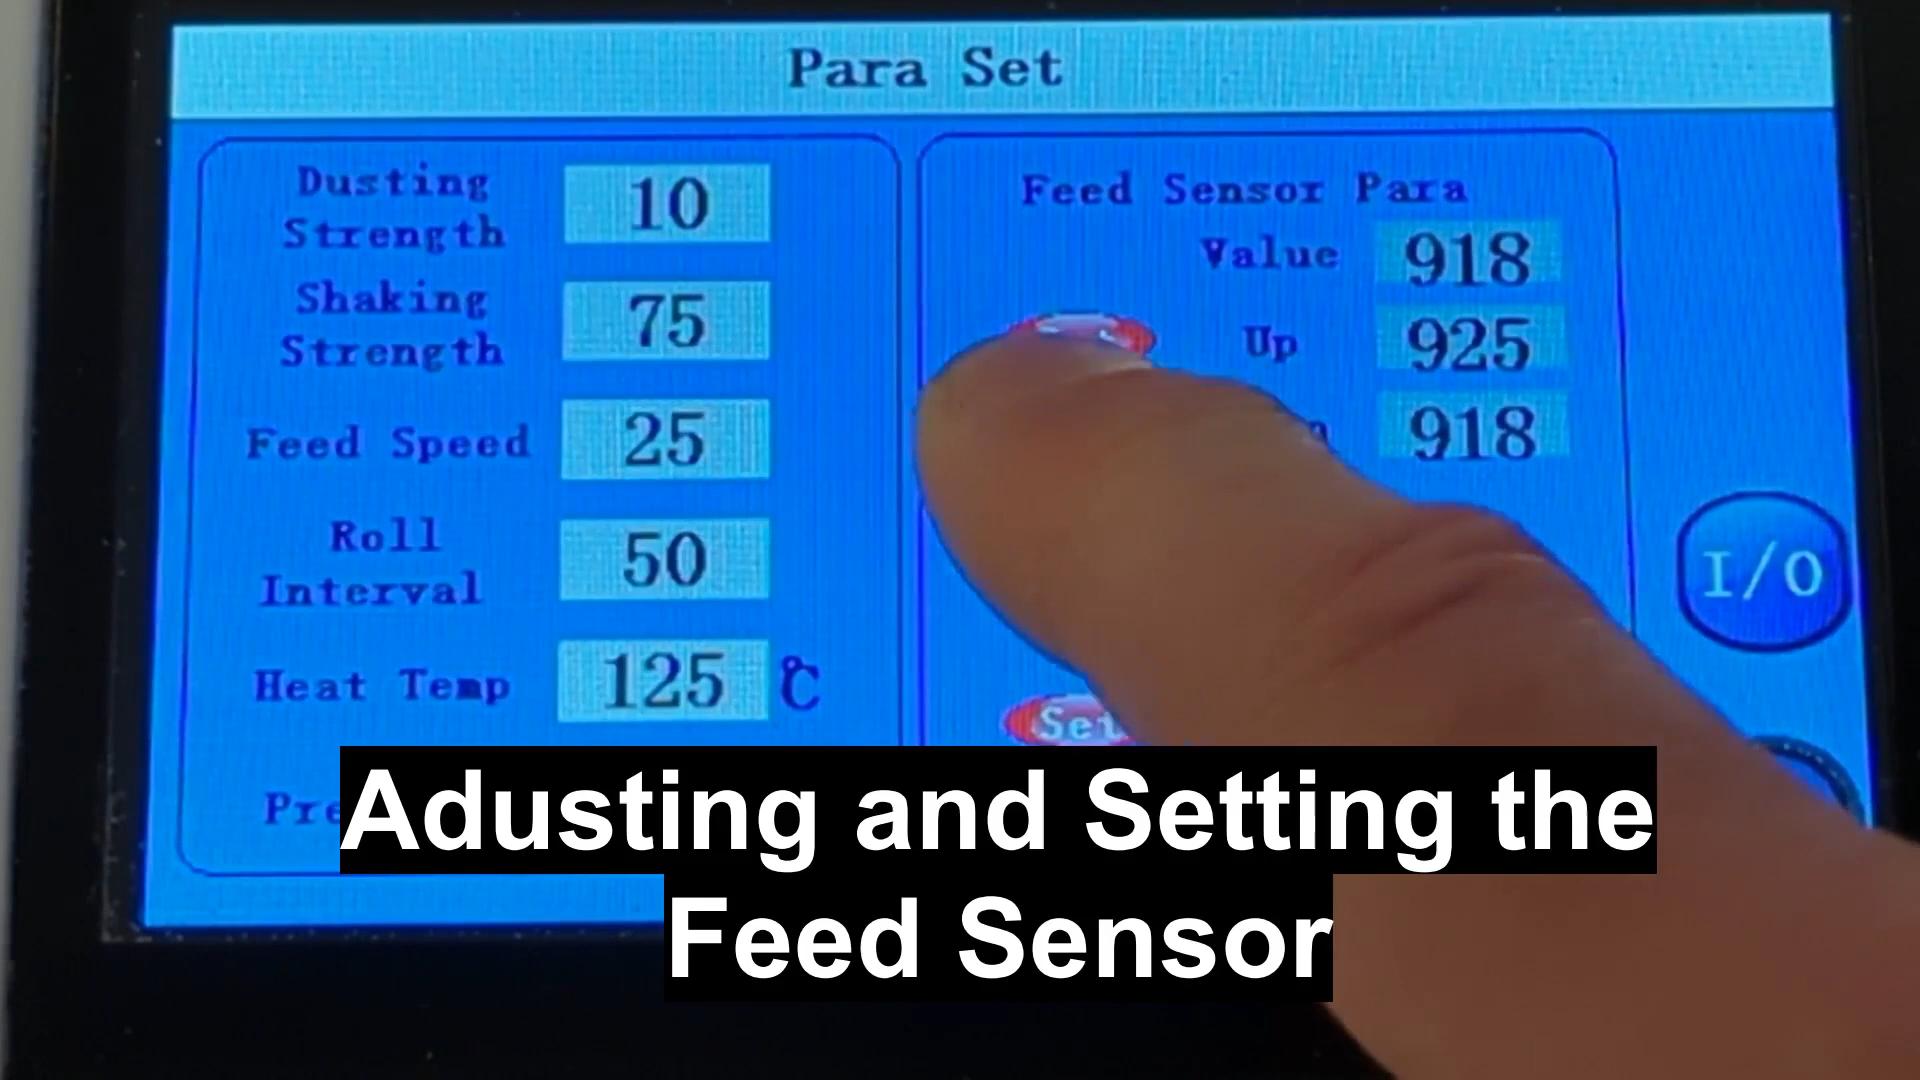 Para Set
Dusting
Strength
10
Shaking
Strength
75
Feed Speed
25
Roll
Interval
50
Heat Temp
125
℃
Feed Sensor Para
Value
918
Up
925
918
Set
I/O
Adusting and Setting the
Feed Sensor